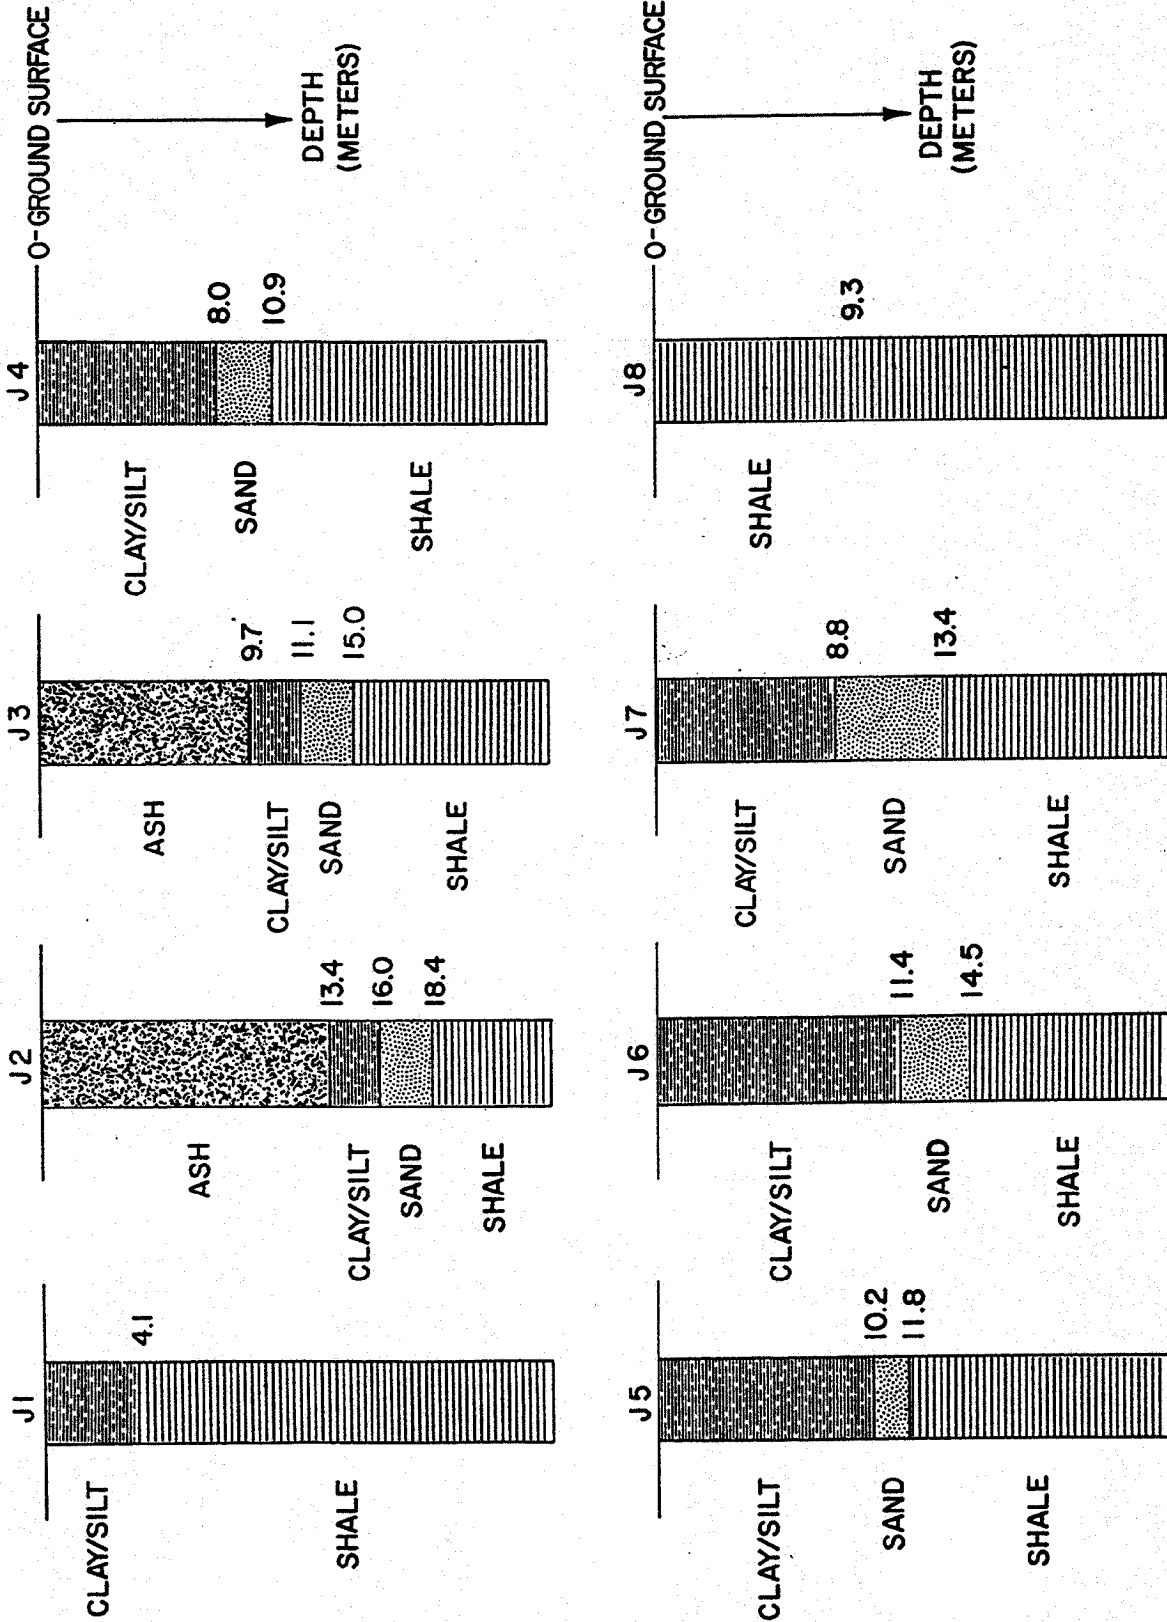 J1
CLAY/SILT
4.1
SHALE
J2
ASH
13.4
CLAY/SILT
16.0
SAND
18.4
SHALE
J3
ASH
9.7
CLAY/SILT
11.1
SAND
15.0
SHALE
J4
CLAY/SILT
8.0
SAND
10.9
SHALE
O-GROUND SURFACE
DEPTH
(METERS)
J5
CLAY/SILT
10.2
SAND
11.8
SHALE
J6
CLAY/SILT
11.4
SAND
14.5
SHALE
J7
CLAY/SILT
8.8
SAND
13.4
SHALE
J8
SHALE
9.3
O-GROUND SURFACE
DEPTH
(METERS)